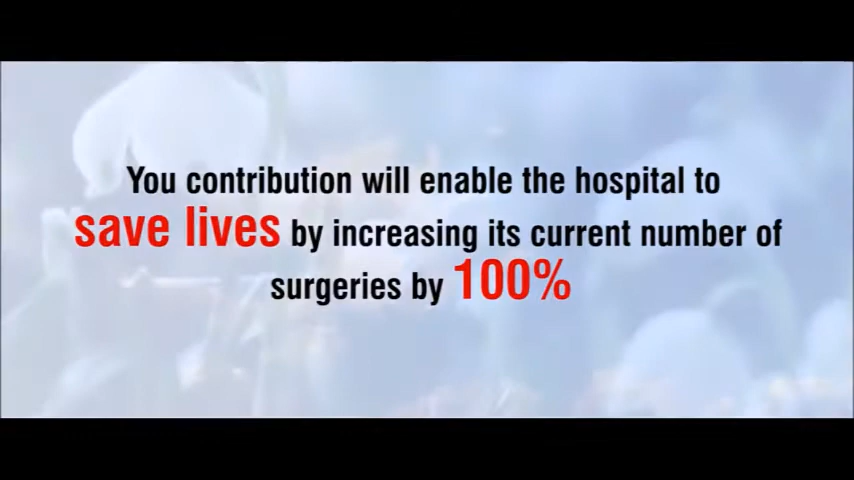 You contribution will enable the hospital to
save lives by increasing its current number of
surgeries by 100%